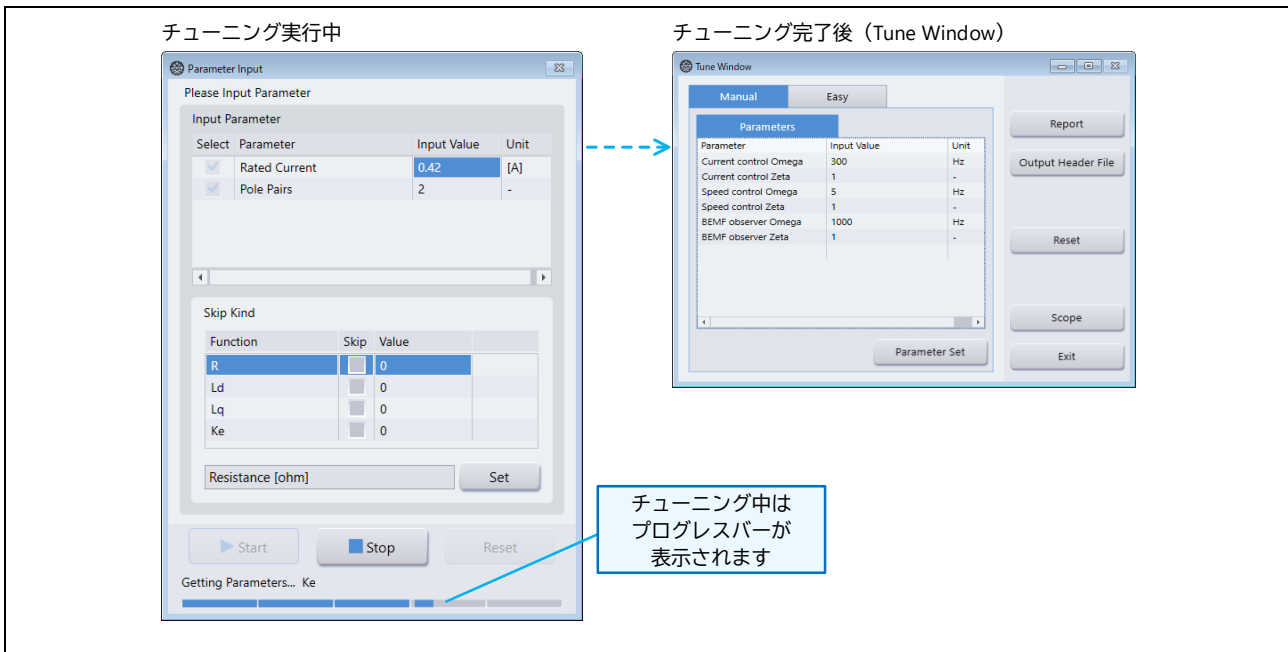 チューニング実行中
Parameter Input
Please Input Parameter
Input Parameter
Select Parameter Input Value Unit
Rated Current 0.42 [A]
Pole Pairs 2 -
Skip Kind
Function Skip Value
R 0
Ld 0
Lq 0
Ke 0
Resistance [ohm] Set
Start Stop Reset
Getting Parameters... Ke
チューニング中は
プログレスバーが
表示されます
チューニング完了後（Tune Window）
Tune Window
Manual Easy
Parameters
Parameter Input Value Unit
Current control Omega 300 Hz
Current control Zeta 1 -
Speed control Omega 5 Hz
Speed control Zeta 1 -
BEMF observer Omega 1000 Hz
BEMF observer Zeta 1 -
Parameter Set
Report
Output Header File
Reset
Scope
Exit